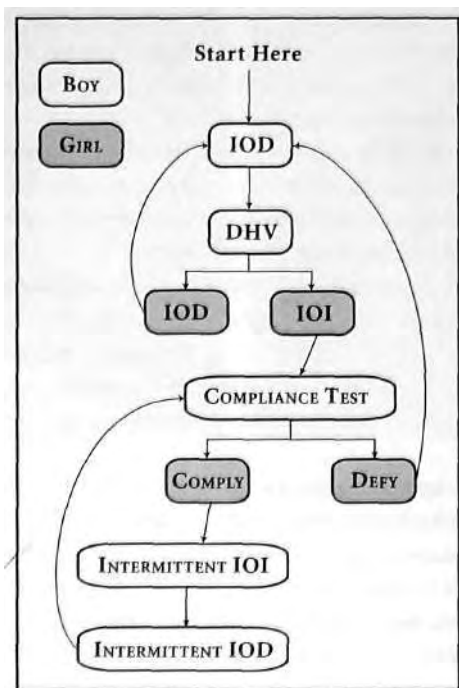 Start Here
BOY
GIRL
IOD
DHV
IOD
IOI
COMPLIANCE TEST
COMPLY
DEFY
INTERMITTENT IOI
INTERMITTENT IOD